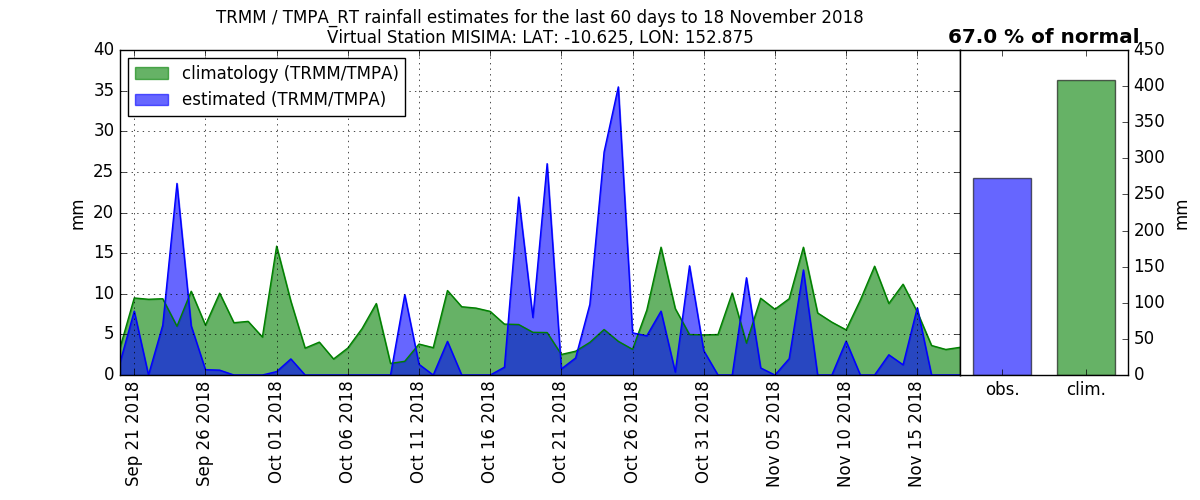 TRMM / TMPA_RT rainfall estimates for the last 60 days to 18 November 2018
Virtual Station MISIMA: LAT: -10.625, LON: 152.875
67.0 % of normal
climatology (TRMM/TMPA)
estimated (TRMM/TMPA)
40
35
30
25
20
15
10
5
0
mm
Sep 21 2018
Sep 26 2018
Oct 01 2018
Oct 06 2018
Oct 11 2018
Oct 16 2018
Oct 21 2018
Oct 26 2018
Oct 31 2018
Nov 05 2018
Nov 10 2018
Nov 15 2018
450
400
350
300
250
200
150
100
50
0
mm
obs.
clim.